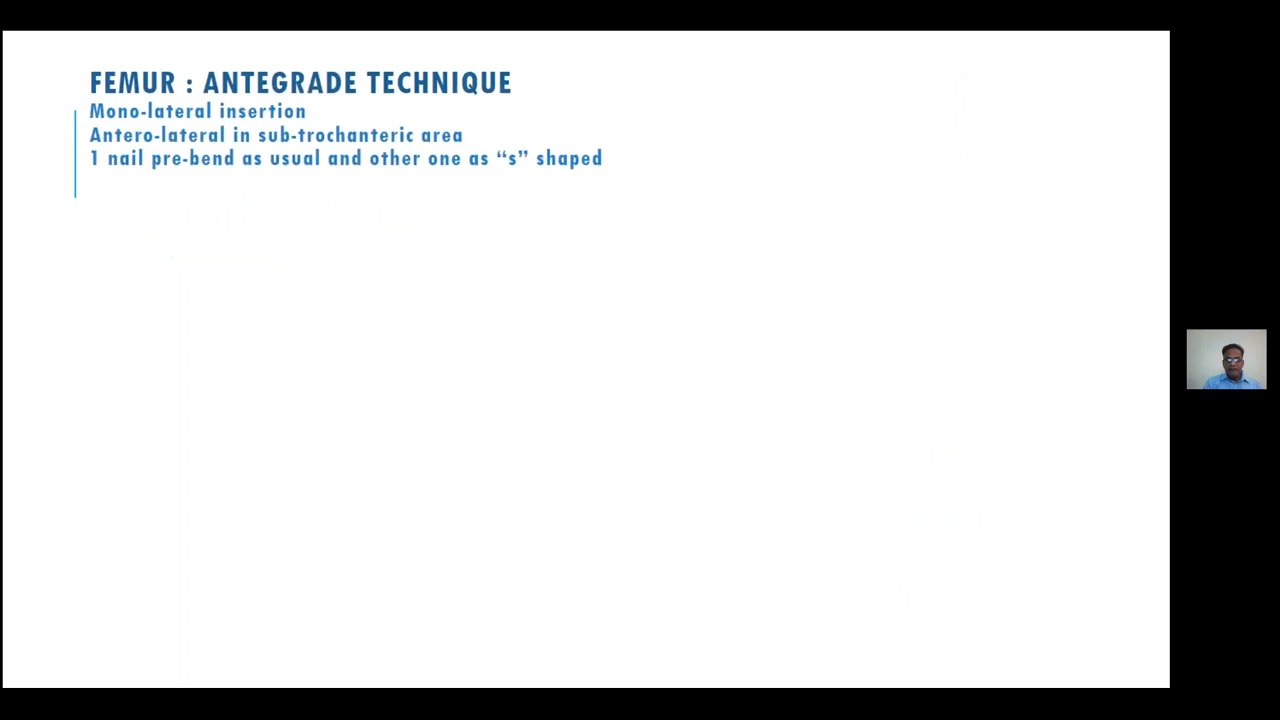 FEMUR : ANTEGRADE TECHNIQUE
Mono-lateral insertion
Antero-lateral in sub-trochanteric area
1 nail pre-bend as usual and other one as “s” shaped